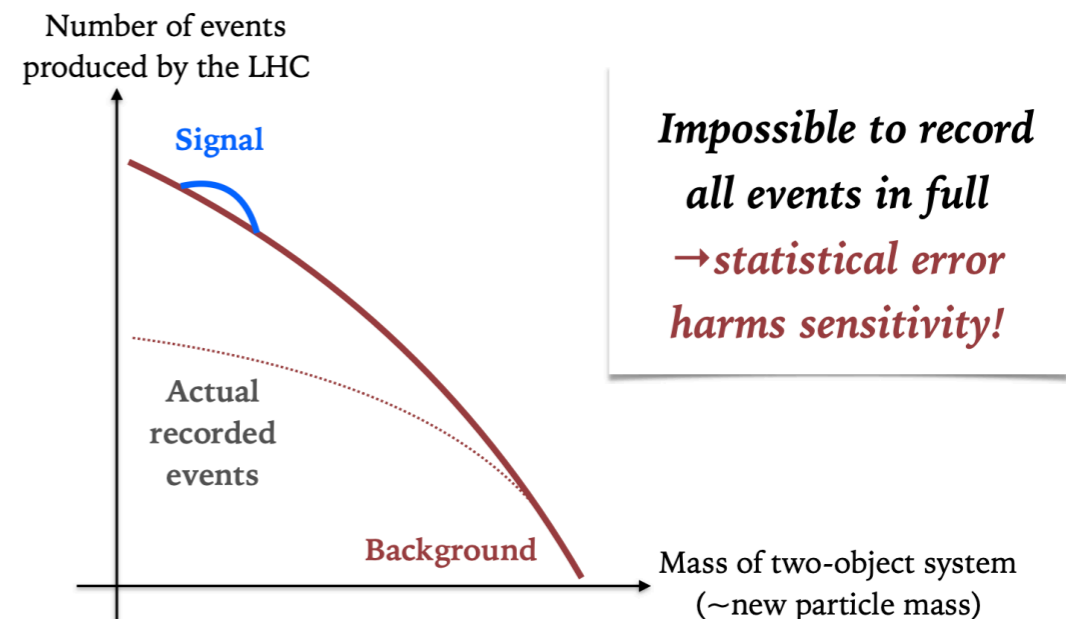 Number of events
produced by the LHC
Signal
Impossible to record
all events in full
→statistical error
harms sensitivity!
Actual
recorded
events
Background
Mass of two-object system
(~new particle mass)